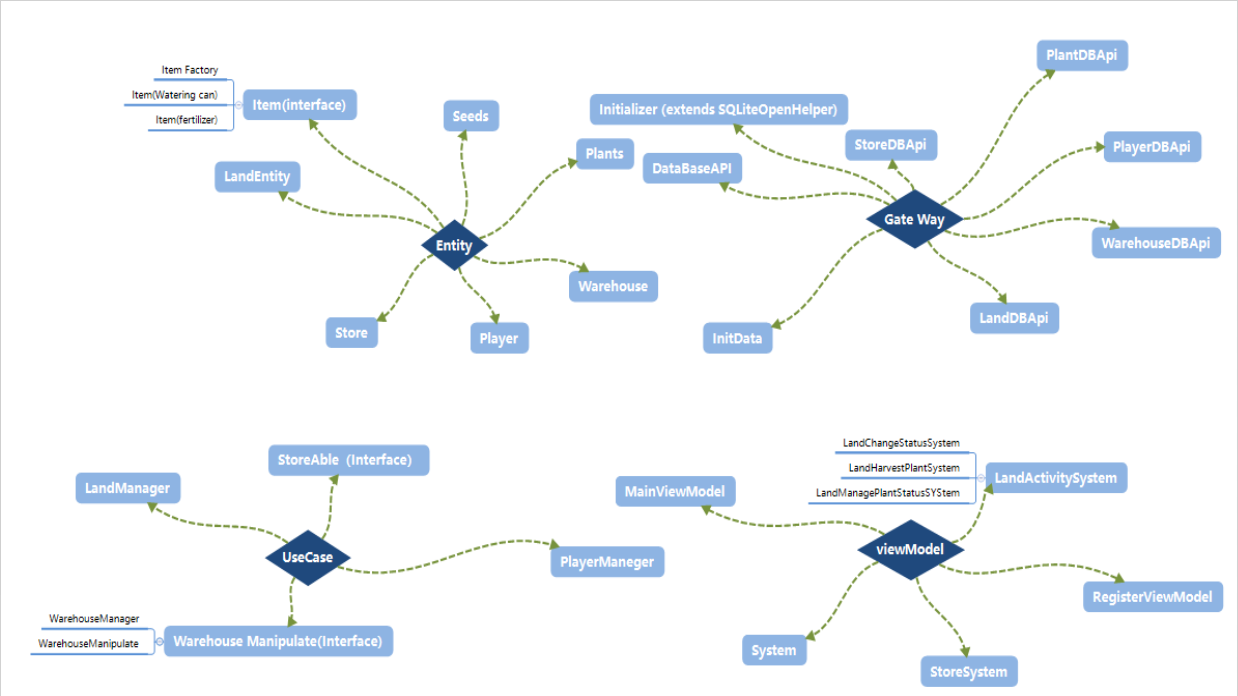 Item Factory
Item(Watering can)
Item(fertilizer)
Item(interface)
Seeds
Plants
LandEntity
Entity
Warehouse
Store
Player
PlantDBApi
Initializer (extends SQLiteOpenHelper)
StoreDBApi
PlayerDBApi
DataBaseAPI
Gate Way
WarehouseDBApi
LandDBApi
InitData
StoreAble (Interface)
LandManager
UseCase
PlayerManeger
WarehouseManager
WarehouseManipulate
Warehouse Manipulate(Interface)
LandChangeStatusSystem
LandHarvestPlantSystem
LandManagePlantStatusSYStem
LandActivitySystem
MainViewModel
viewModel
RegisterViewModel
System
StoreSystem